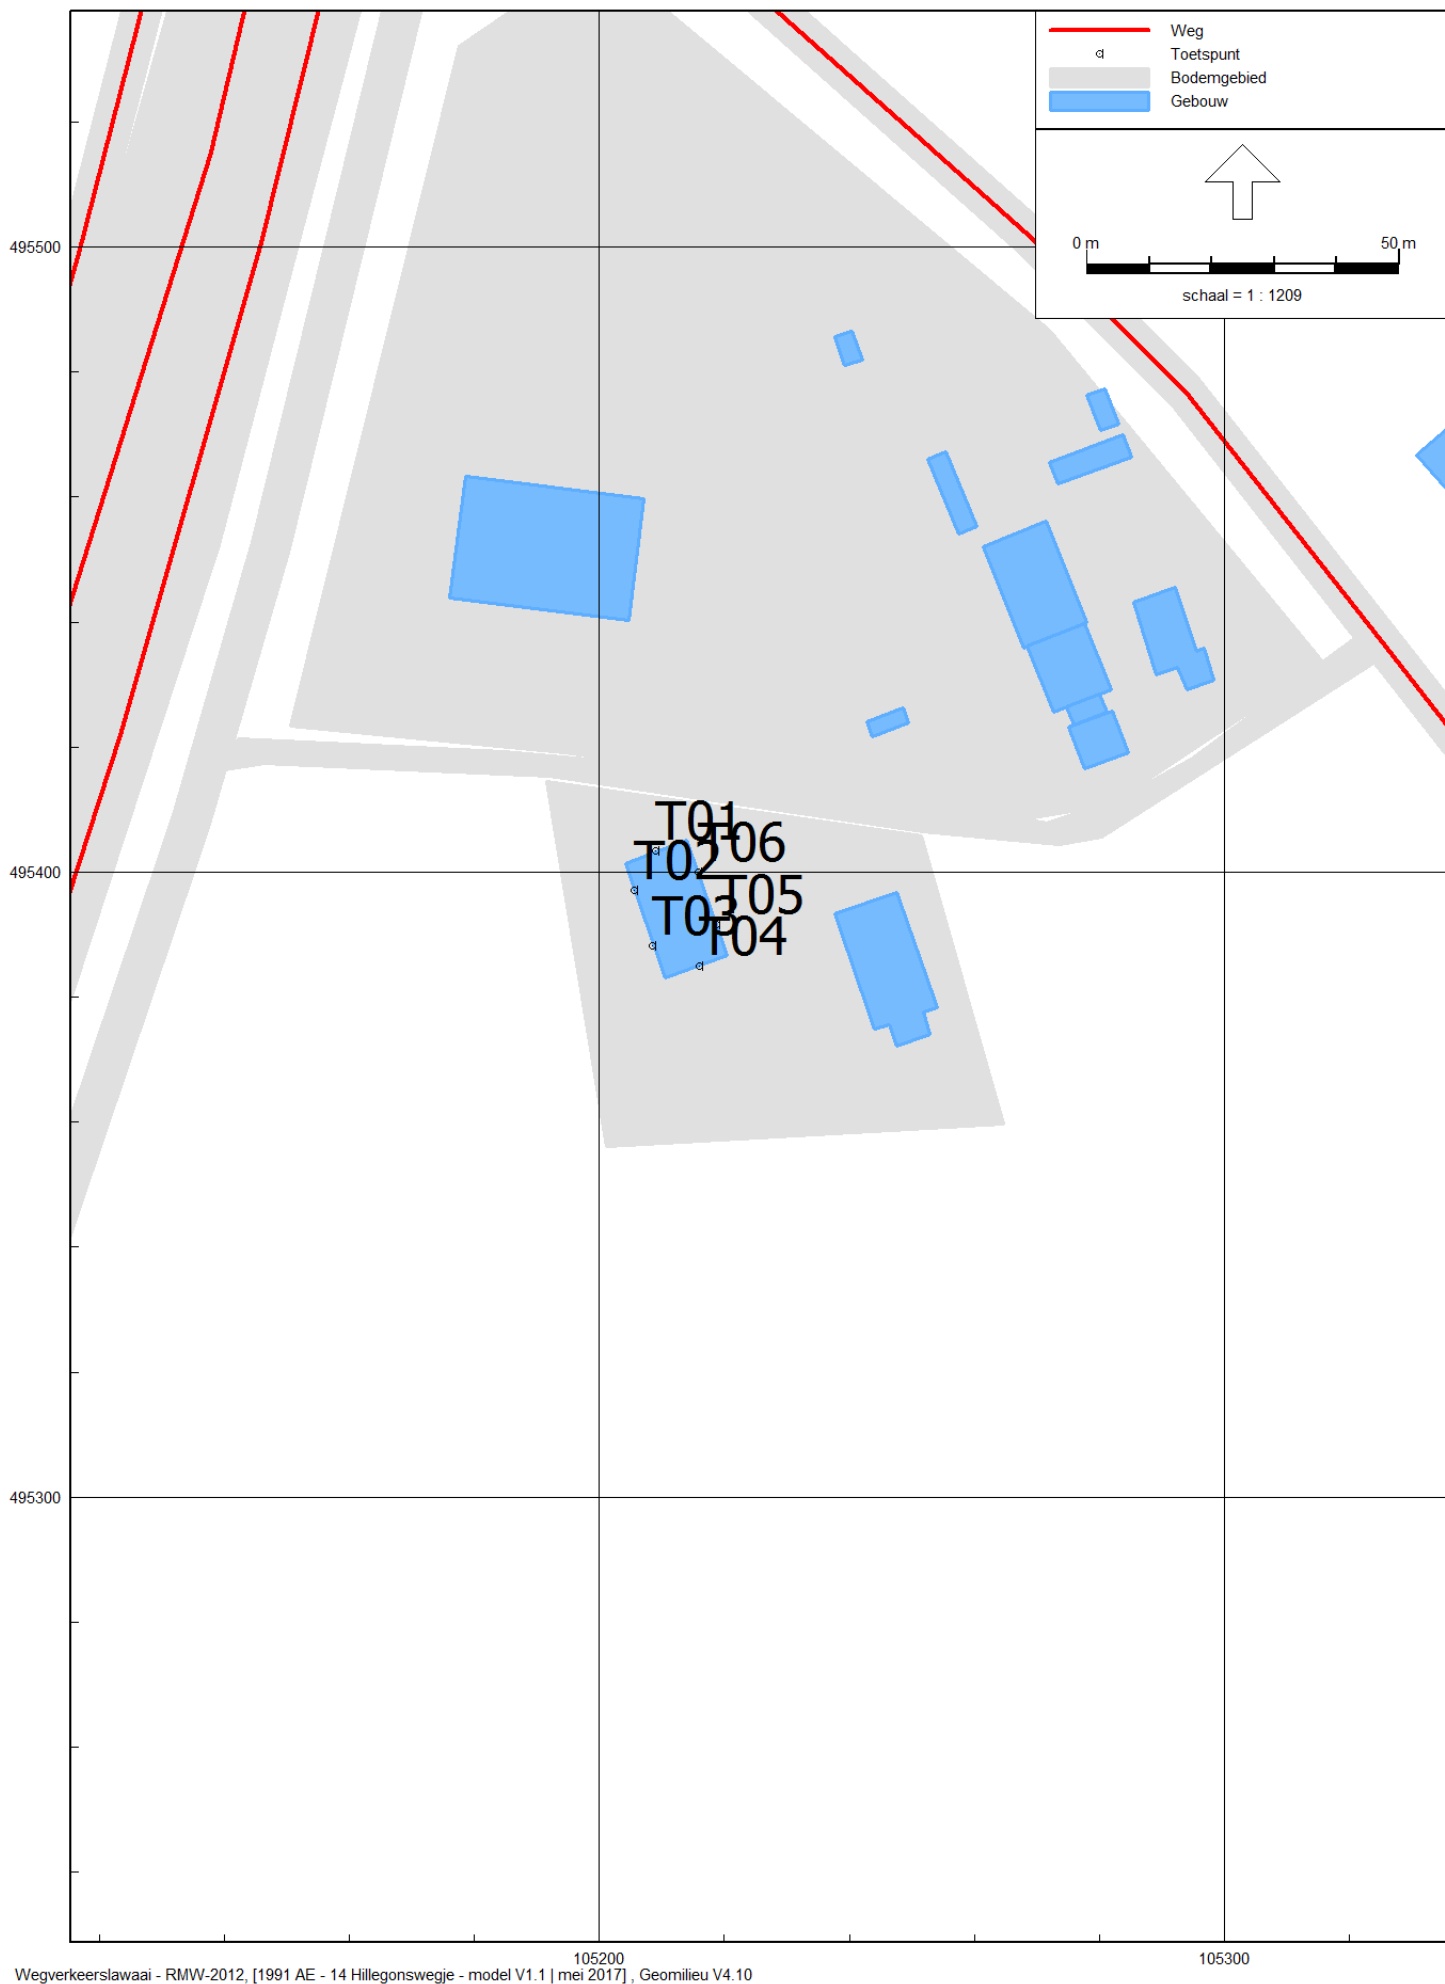 Weg
Toetspunt
Bodemgebied
Gebouw
0 m 50 m
schaal = 1 : 1209
495500
T01
T06
T02
495400
T05
T03
T04
495300
105200 105300
Wegverkeerslawaai - RMW-2012, [1991 AE - 14 Hillegonswegje - model V1.1 | mei 2017] , Geomilieu V4.10